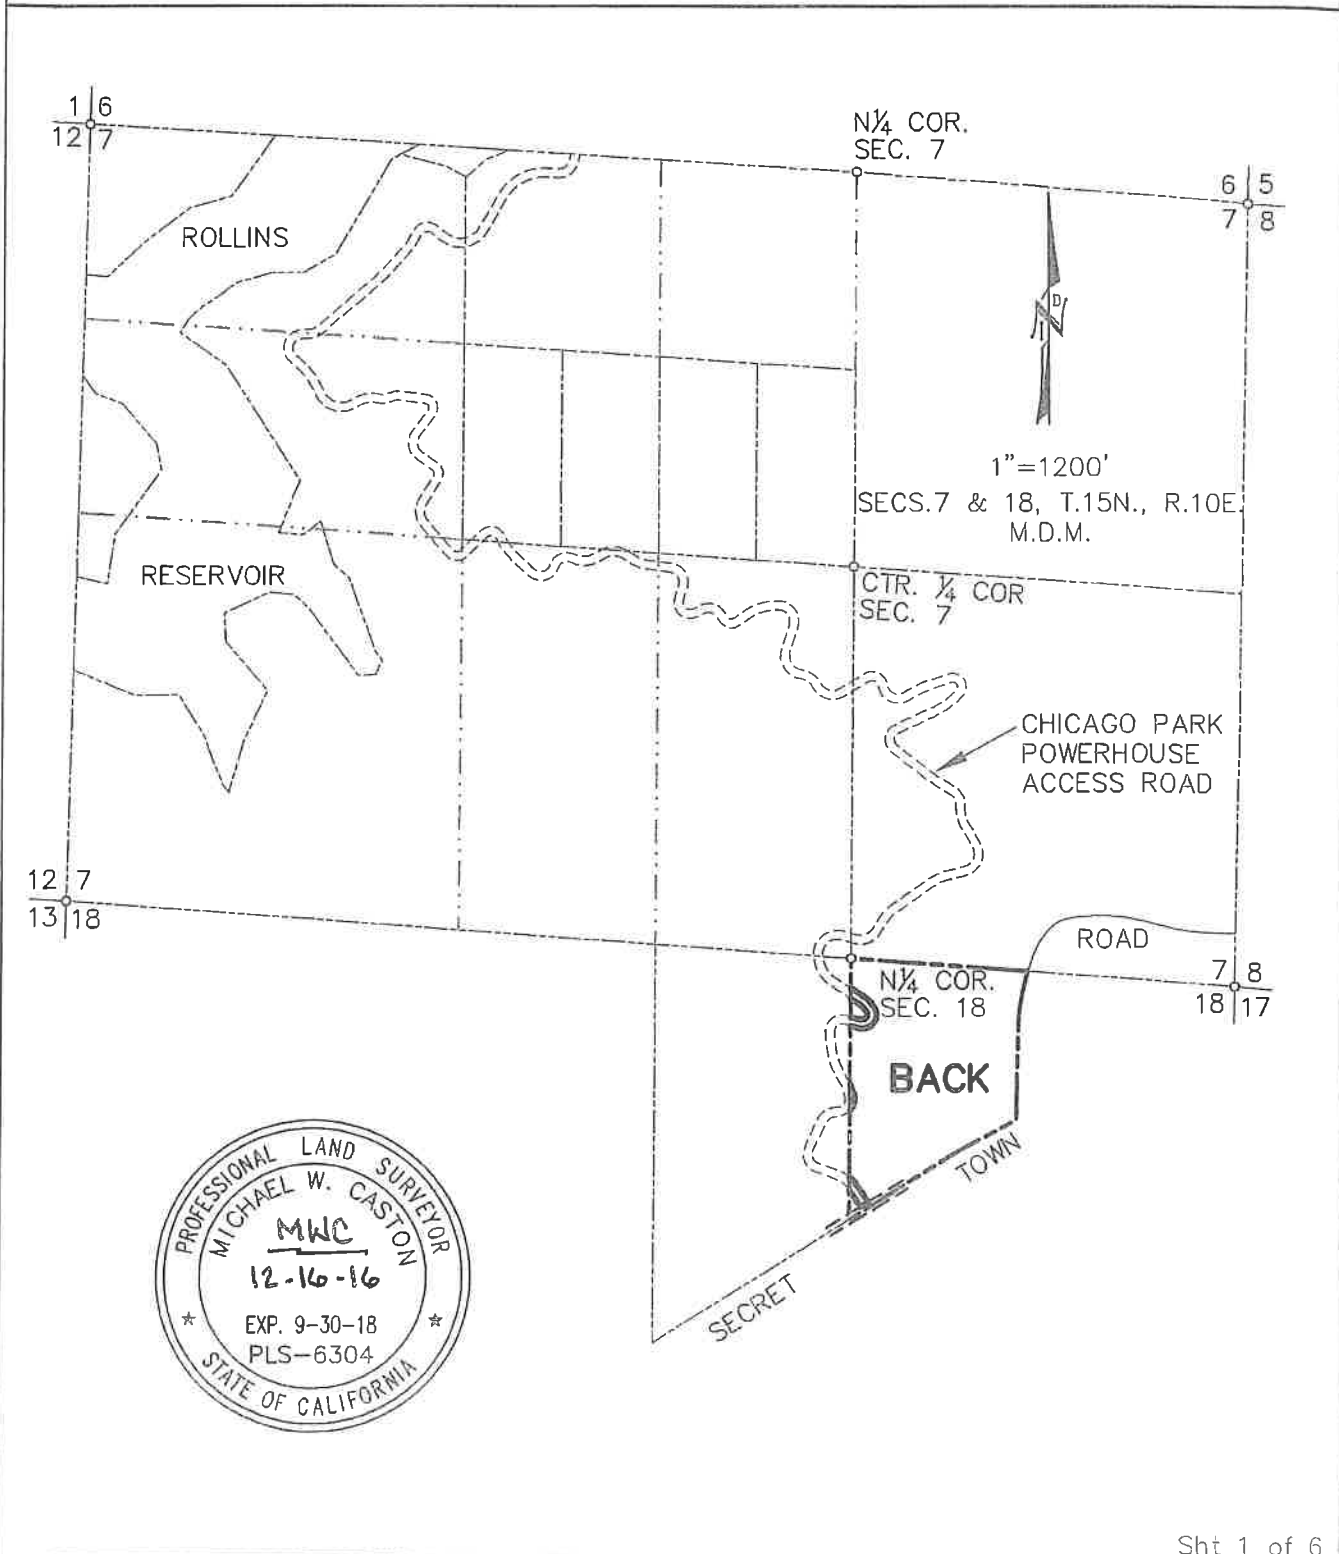 1 6
12 7
N¼ COR.
SEC. 7
6 5
7 8
ROLLINS
N
D
1"=1200'
SECS.7 & 18, T.15N., R.10E.
M.D.M.
RESERVOIR
CTR. ¼ COR
SEC. 7
CHICAGO PARK
POWERHOUSE
ACCESS ROAD
12 7
13 18
ROAD
7 8
18 17
N¼ COR.
SEC. 18
BACK
TOWN
SECRET
PROFESSIONAL LAND SURVEYOR
MICHAEL W. CASTON
MWC
12-16-16
EXP. 9-30-18
PLS-6304
STATE OF CALIFORNIA
Sht 1 of 6